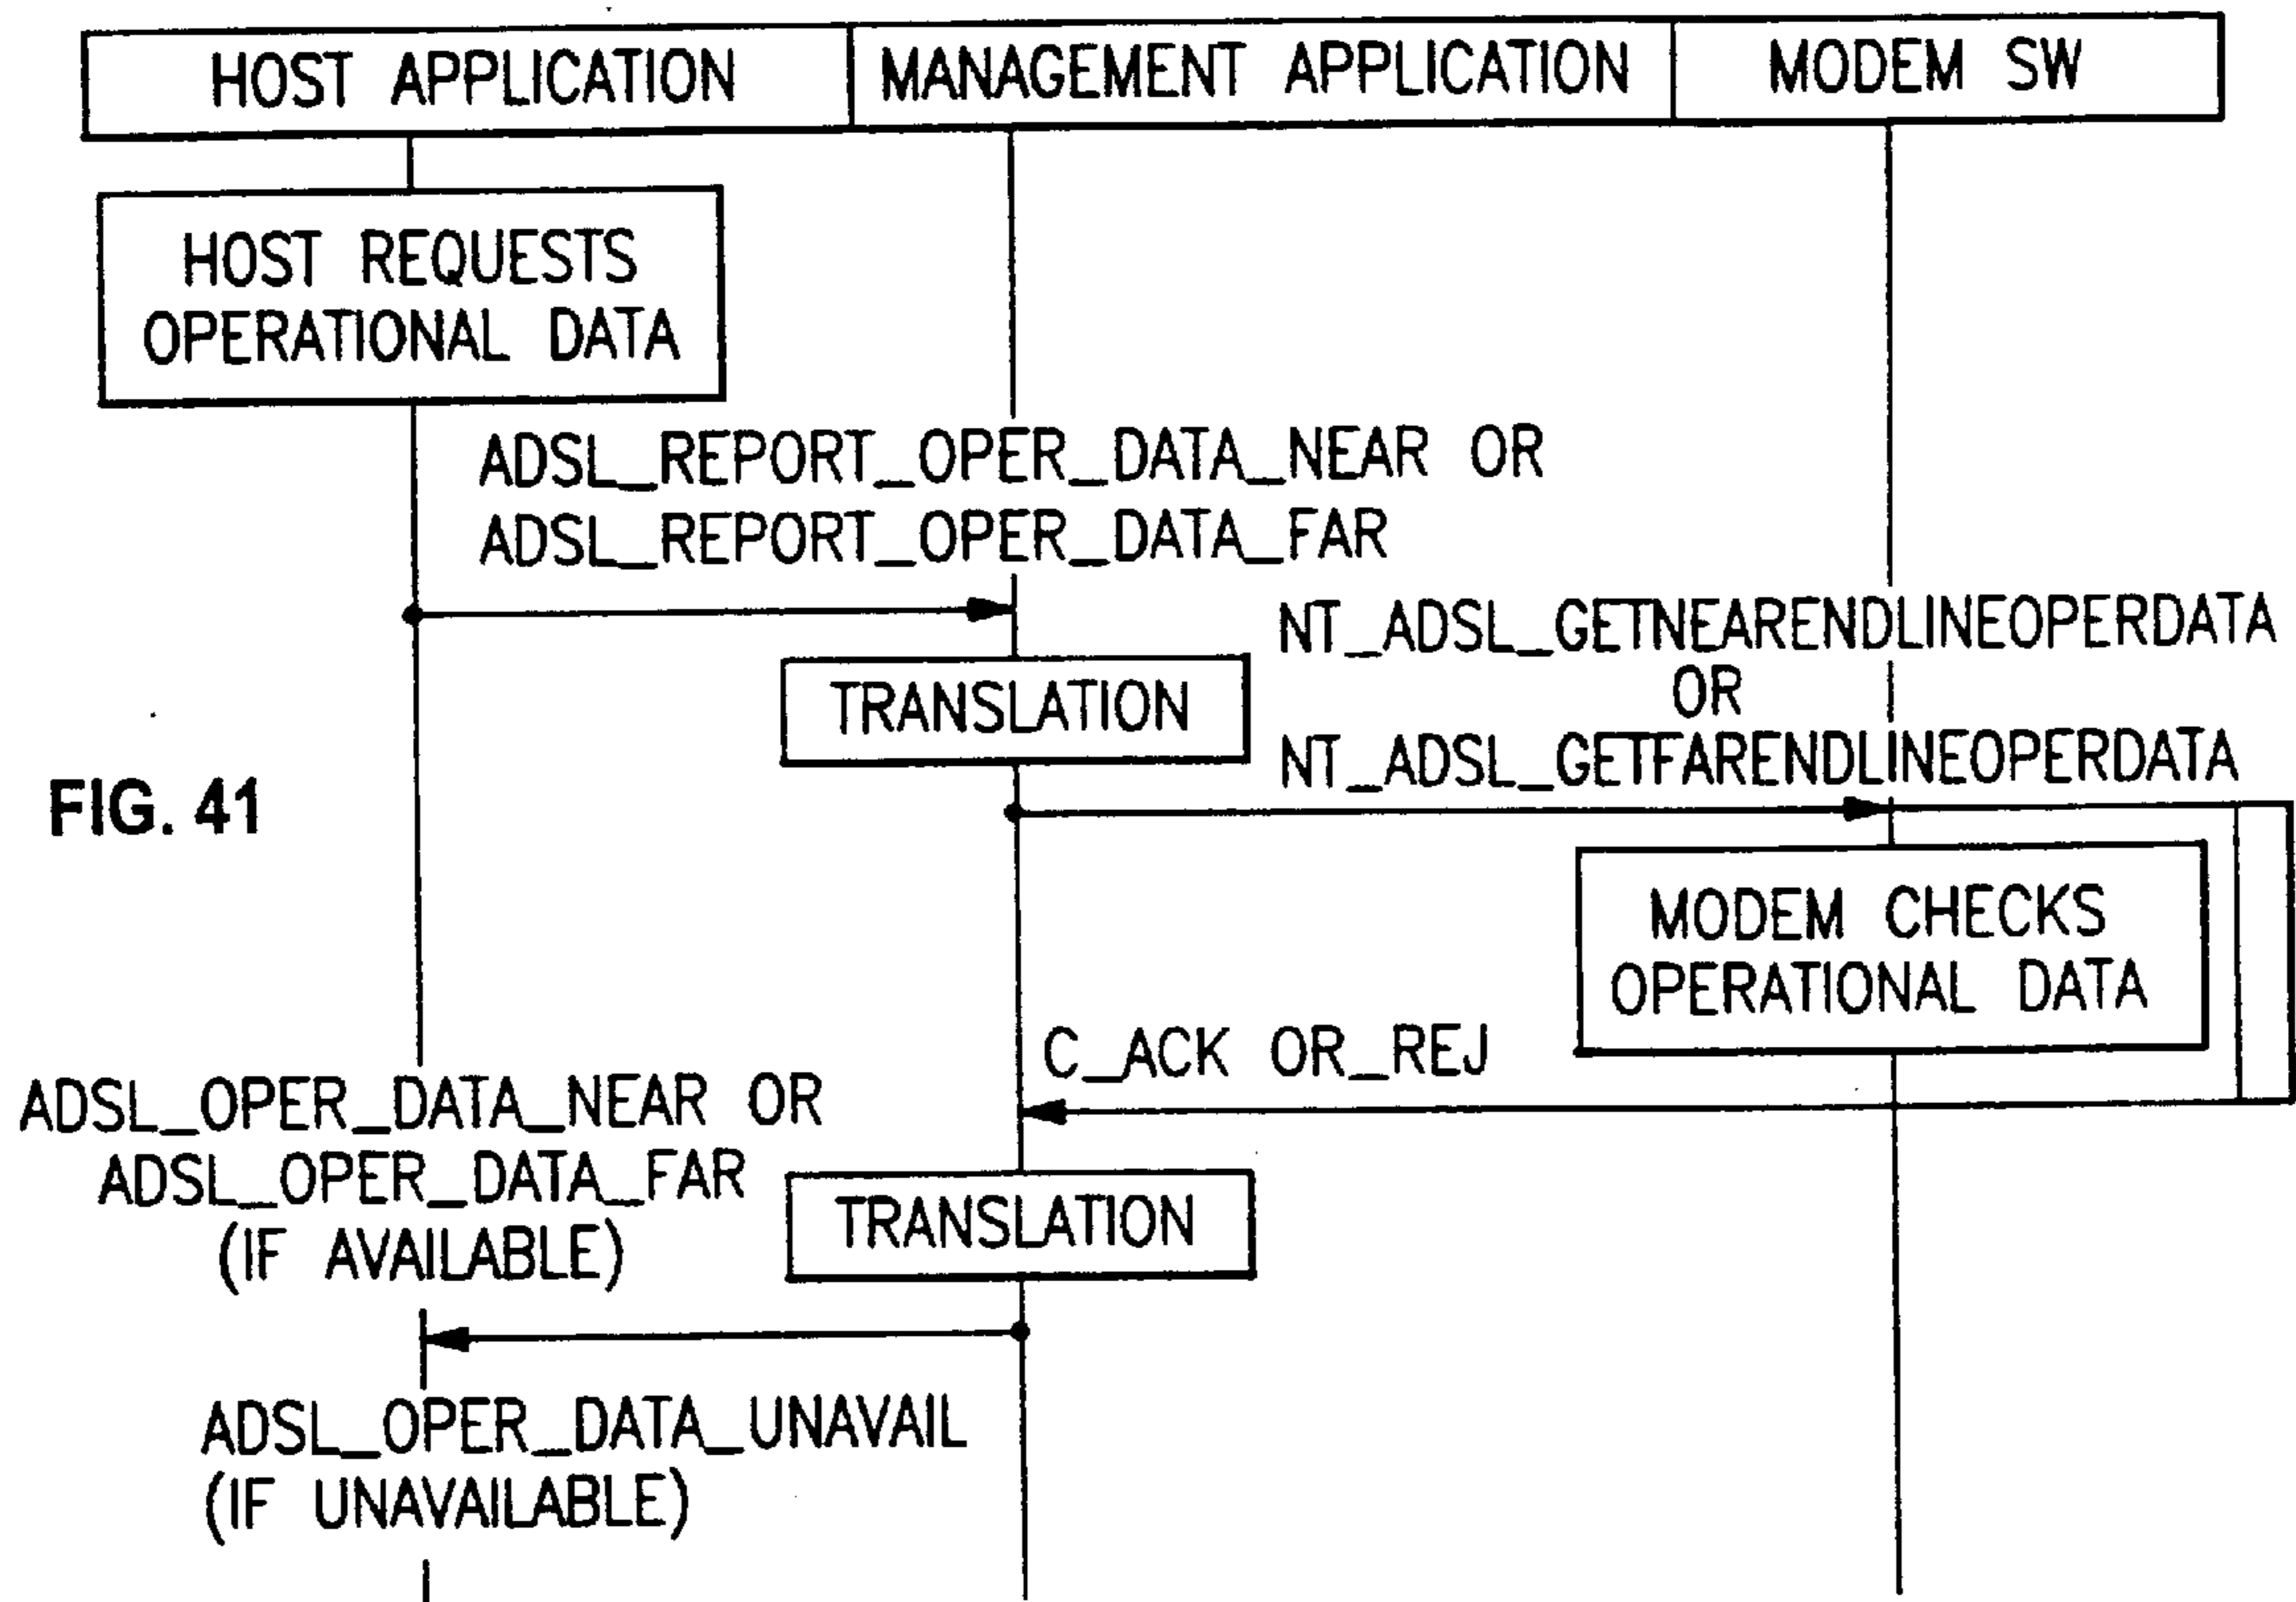 HOST APPLICATION
MANAGEMENT APPLICATION
MODEM SW
HOST REQUESTS
OPERATIONAL DATA
ADSL_REPORT_OPER_DATA_NEAR OR
ADSL_REPORT_OPER_DATA_FAR
NT_ADSL_GETNEARENDLINEOPERDATA
OR
NT_ADSL_GETFARENDLINEOPERDATA
TRANSLATION
FIG. 41
MODEM CHECKS
OPERATIONAL DATA
C_ACK OR_REJ
ADSL_OPER_DATA_NEAR OR
ADSL_OPER_DATA_FAR
(IF AVAILABLE)
TRANSLATION
ADSL_OPER_DATA_UNAVAIL
(IF UNAVAILABLE)